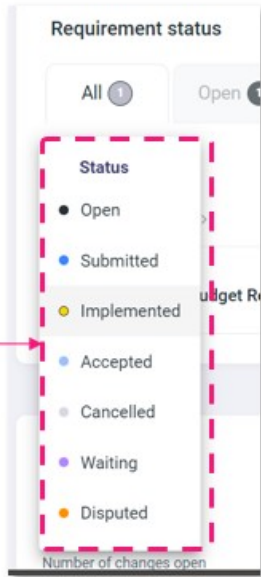 Requirement status
All 1 Open 1
Status
Open
Submitted
Implemented
udget Re
Accepted
Cancelled
Waiting
Disputed
Number of changes open